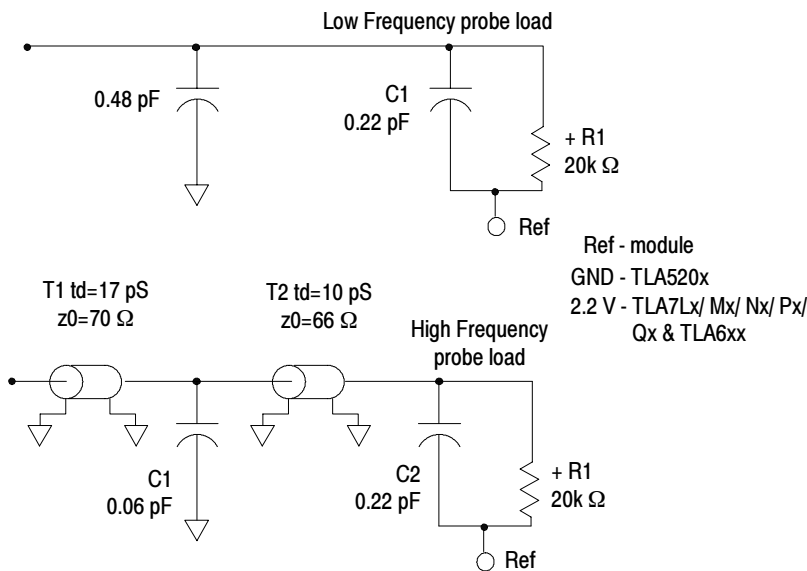 Low Frequency probe load
0.48 pF
C1
0.22 pF
+ R1
20k Ω
Ref
Ref - module
GND - TLA520x
2.2 V - TLA7Lx/ Mx/ Nx/ Px/
Qx & TLA6xx
T1 td=17 pS
z0=70 Ω
T2 td=10 pS
z0=66 Ω
High Frequency
probe load
C1
0.06 pF
C2
0.22 pF
+ R1
20k Ω
Ref